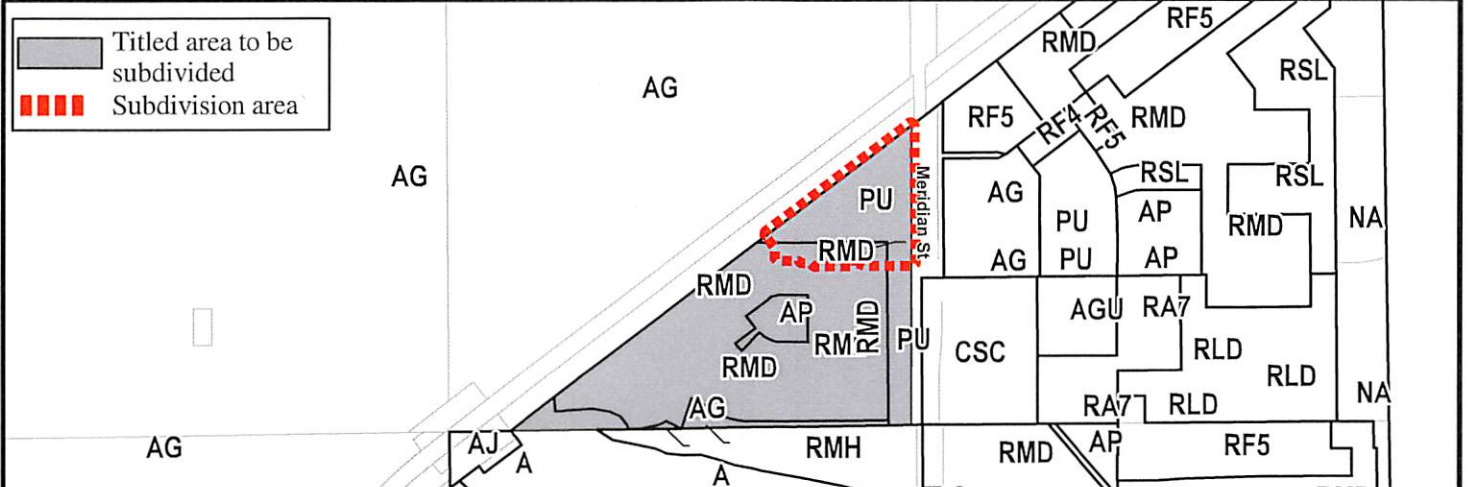 Titled area to be
subdivided
Subdivision area
AG
AG
AG
RMD
RF5
RSL
RF5
RF4
RF5
RMD
PU
Meridian St
AG
RSL
RSL
PU
AP
RMD
NA
RMD
AG
PU
AP
RMD
AP
RMD
PU
AGU
RA7
CSC
RLD
RMD
RLD
NA
AG
RA7
RLD
AJ
A
RMH
A
RMD
AP
RF5